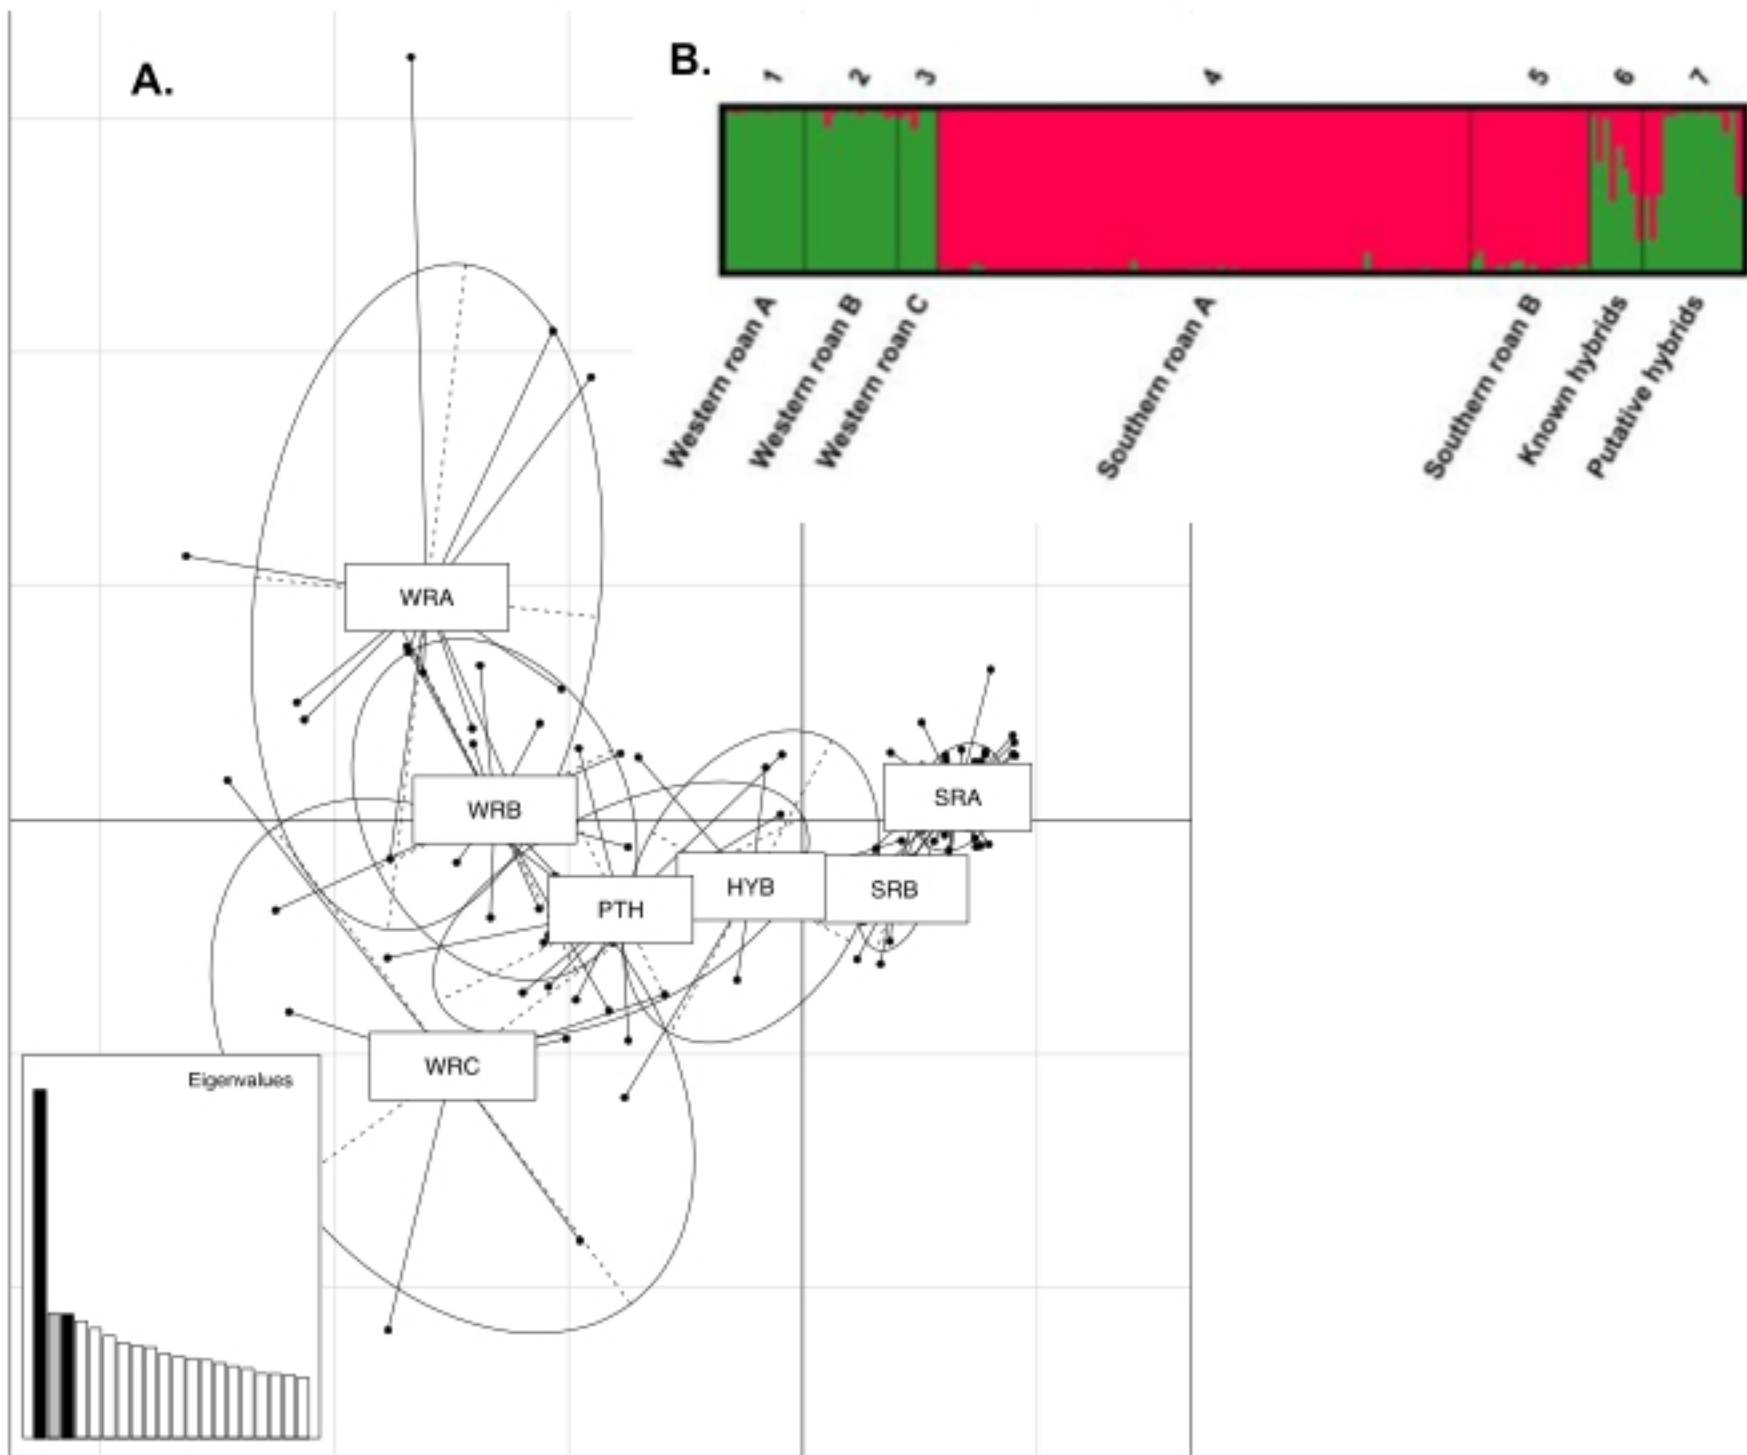 A.
B.
1 2 3 4 5 6 7
Western roan A
Western roan B
Western roan C
Southern roan A
Southern roan B
Known hybrids
Putative hybrids
WRA
SRA
WRB
HYB
SRB
PTH
WRC
Eigenvalues